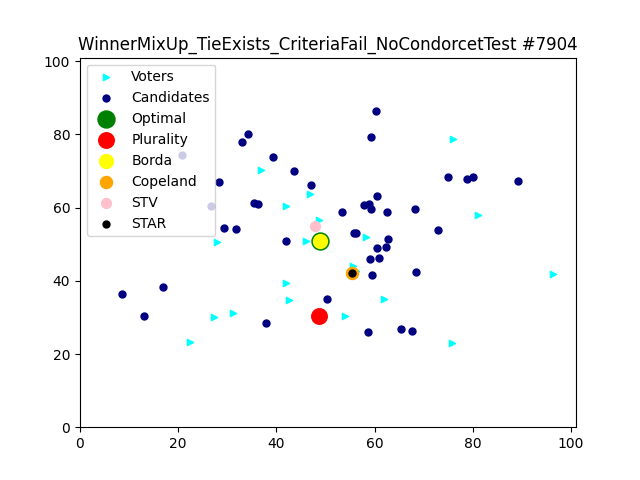 WinnerMixUp_TieExists_CriteriaFail_NoCondorcetTest #7904
Voters
Candidates
Optimal
Plurality
Borda
Copeland
STV
STAR
100
80
60
40
20
0
0 20 40 60 80 100